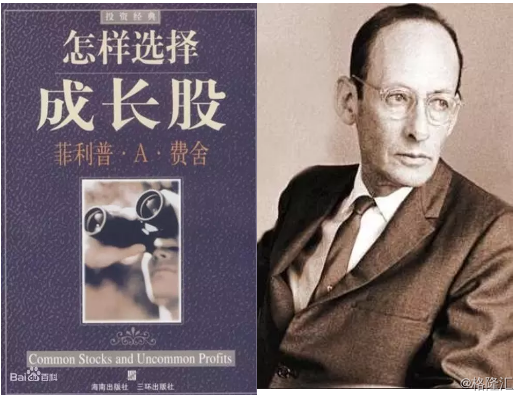 投资经典
怎样选择
成长股
菲利普·A·费舍
Common Stocks and Uncommon Profits
Bai百科
海南出版社 三环出版社
@格隆汇